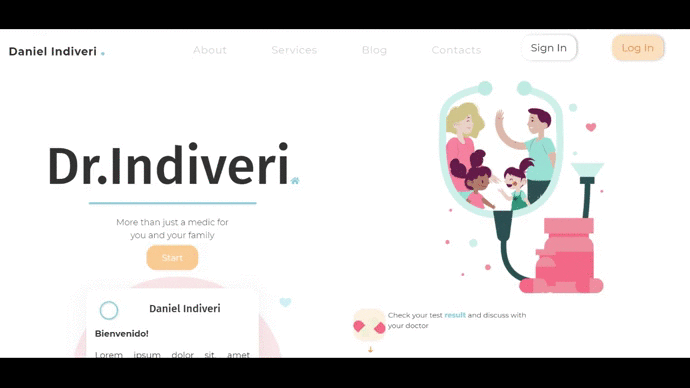 Daniel Indiveri
About
Services
Blog
Contacts
Sign In
Log In
Dr.Indiveri
More than just a medic for
you and your family
Start
Daniel Indiveri
Bienvenido!
Lorem ipsum dolor sit, amet
Check your test result and discuss with
your doctor